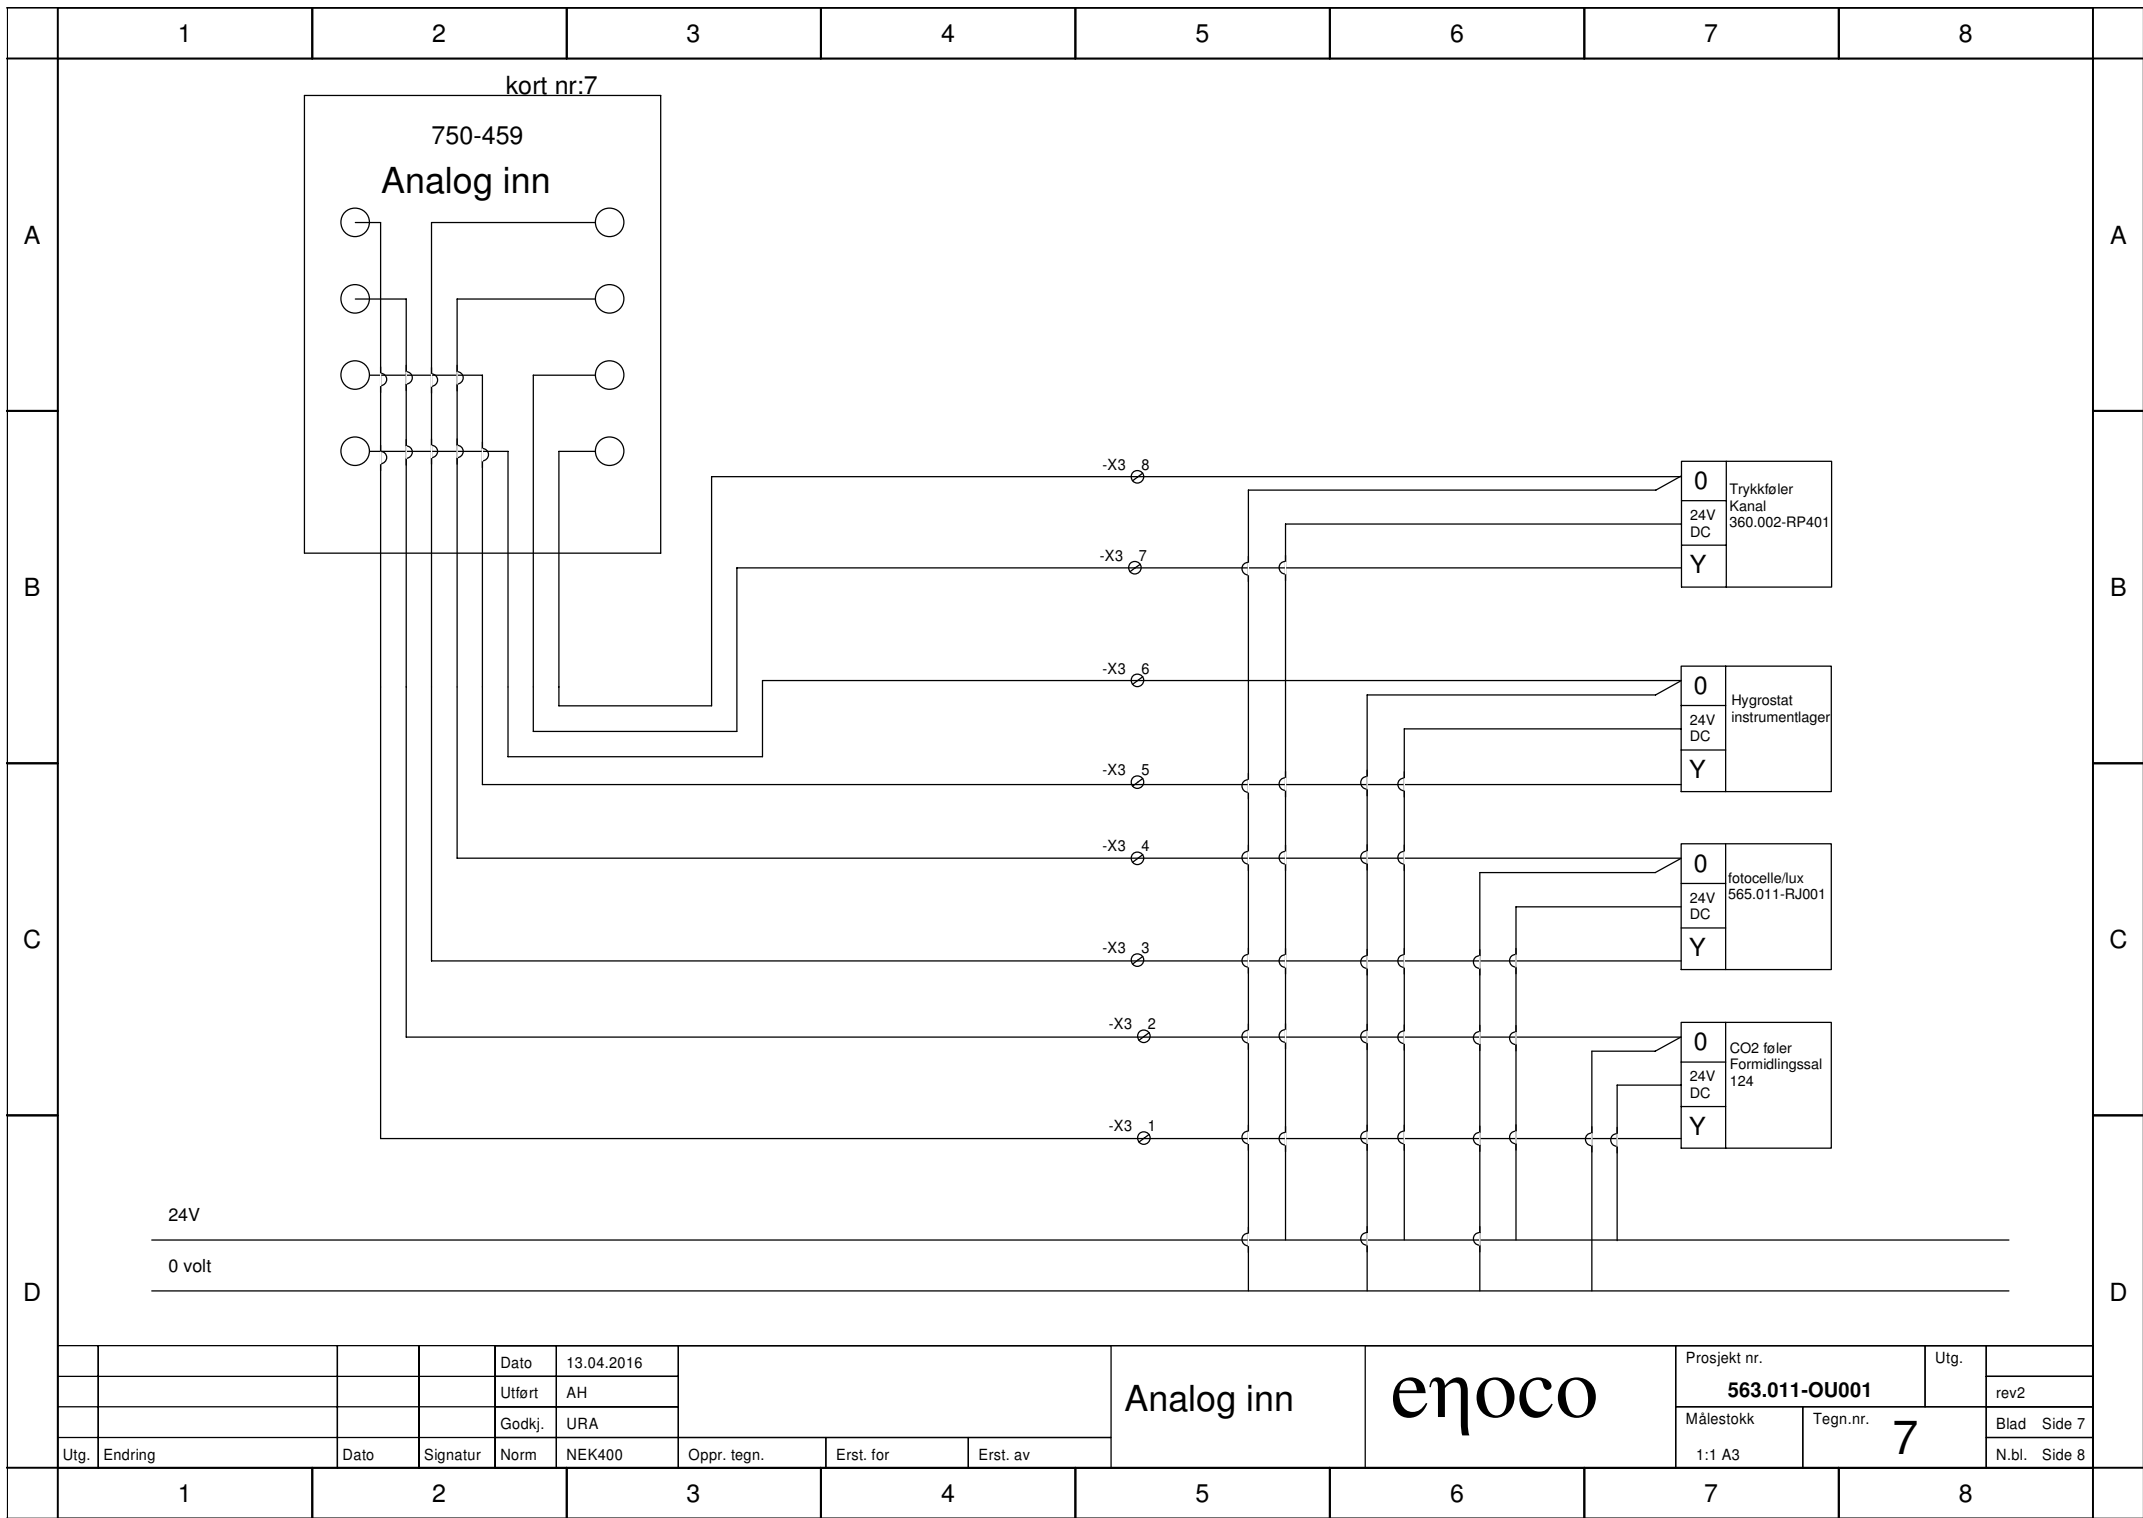 1 2 3 4 5 6 7 8
kort nr:7
750-459
Analog inn
A A
-X3 8
0
24V
DC
Y
Trykkføler
Kanal
360.002-RP401
-X3 7
B B
-X3 6
0
24V
DC
Y
Hygrostat
instrumentlager
-X3 5
-X3 4
0
24V
DC
Y
fotocelle/lux
565.011-RJ001
C C
-X3 3
-X3 2
0
24V
DC
Y
CO2 føler
Formidlingssal
124
-X3 1
24V
0 volt
D D
Dato 13.04.2016
Utført AH
Godkj. URA
Utg. Endring Dato Signatur Norm NEK400 Oppr. tegn. Erst. for Erst. av
Analog inn
eηoco
Prosjekt nr. Utg.
563.011-OU001 rev2
Målestokk Tegn.nr. 7 Blad Side 7
1:1 A3 N.bl. Side 8
1 2 3 4 5 6 7 8